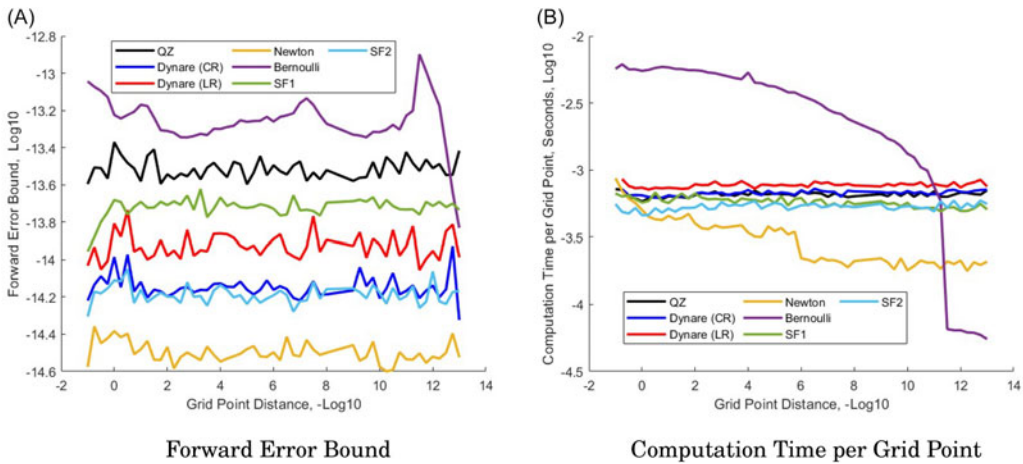 (A)
-12.8
-13
-13.2
-13.4
-13.6
-13.8
-14
-14.2
-14.4
-14.6
Forward Error Bound, Log10
QZ
Dynare (CR)
Dynare (LR)
Newton
Bernoulli
SF1
SF2
-2 0 2 4 6 8 10 12 14
Grid Point Distance, -Log10
Forward Error Bound
(B)
-2
-2.5
-3
-3.5
-4
-4.5
Computation Time per Grid Point, Seconds, Log10
QZ
Dynare (CR)
Dynare (LR)
Newton
Bernoulli
SF1
SF2
-2 0 2 4 6 8 10 12 14
Grid Point Distance, -Log10
Computation Time per Grid Point